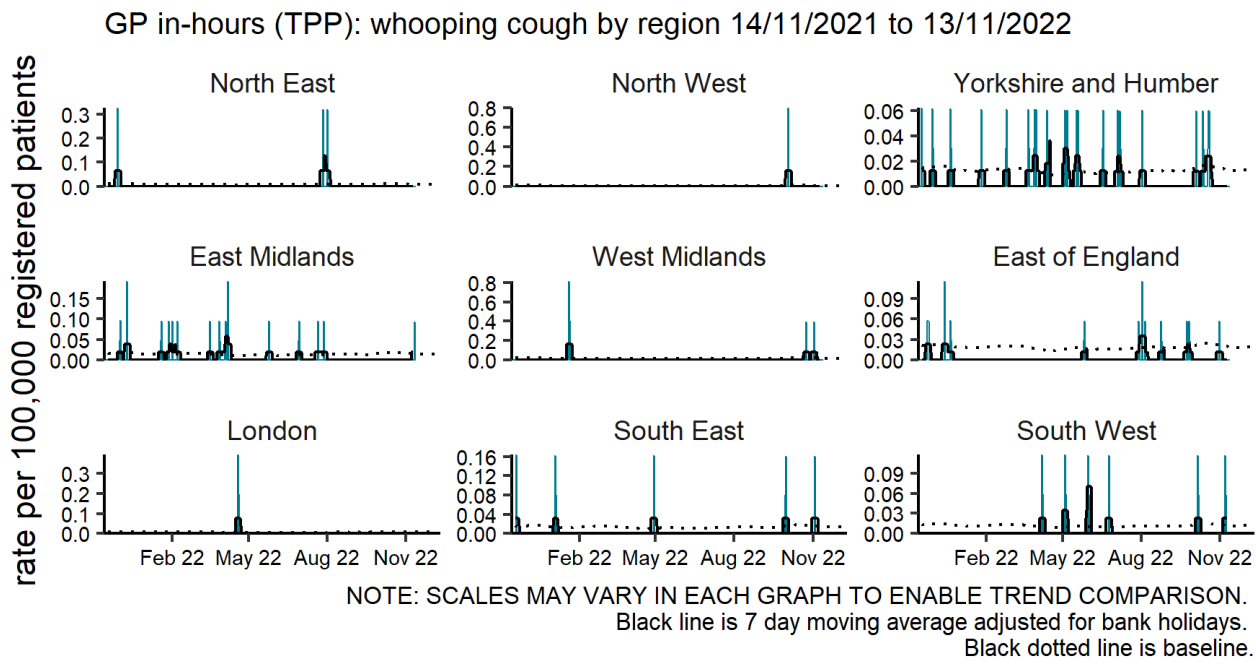 GP in-hours (TPP): whooping cough by region 14/11/2021 to 13/11/2022
rate per 100,000 registered patients
North East
0.3
0.2
0.1
0.0
North West
0.8
0.6
0.4
0.2
0.0
Yorkshire and Humber
0.06
0.04
0.02
0.00
East Midlands
0.15
0.10
0.05
0.00
West Midlands
0.8
0.6
0.4
0.2
0.0
East of England
0.09
0.06
0.03
0.00
London
0.3
0.2
0.1
0.0
Feb 22 May 22 Aug 22 Nov 22
South East
0.16
0.12
0.08
0.04
0.00
Feb 22 May 22 Aug 22 Nov 22
South West
0.09
0.06
0.03
0.00
Feb 22 May 22 Aug 22 Nov 22
NOTE: SCALES MAY VARY IN EACH GRAPH TO ENABLE TREND COMPARISON.
Black line is 7 day moving average adjusted for bank holidays.
Black dotted line is baseline.